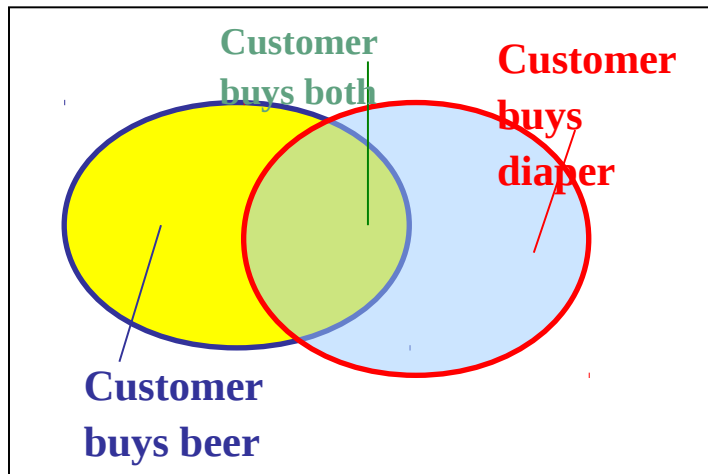 Customer
buys both
Customer
buys
diaper
Customer
buys beer